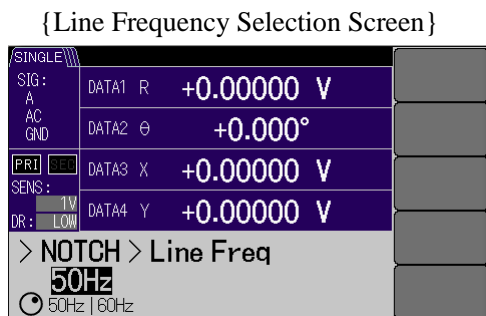 {Line Frequency Selection Screen}
SINGLE
SIG:
A
AC
GND
DATA1 R +0.00000 V
DATA2 θ +0.000°
PRI SEC
SENS:
1V
DR: LOW
DATA3 X +0.00000 V
DATA4 Y +0.00000 V
> NOTCH > Line Freq
50Hz
50Hz | 60Hz